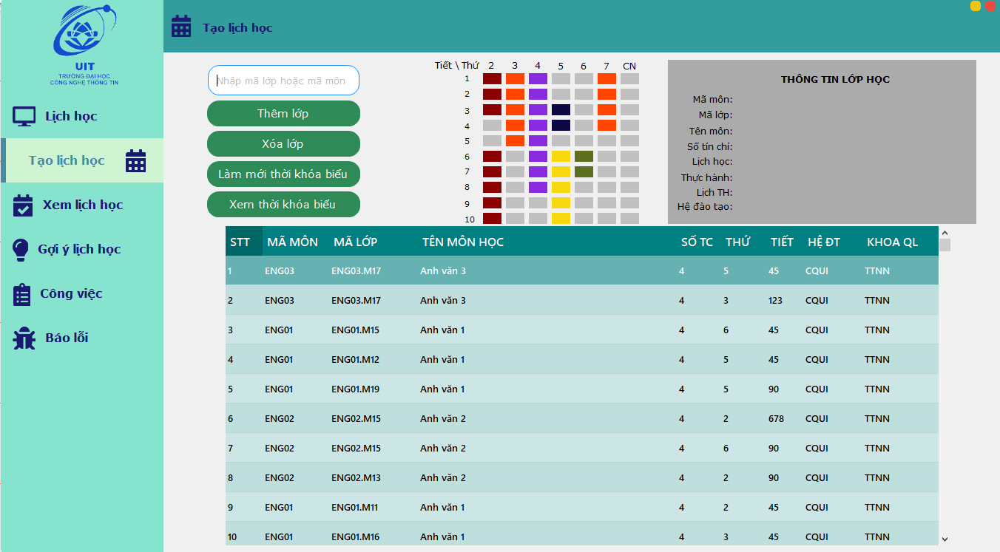 UIT
TRƯỜNG ĐẠI HỌC
CÔNG NGHỆ THÔNG TIN
Lịch học
Tạo lịch học
Xem lịch học
Gợi ý lịch học
Công việc
Báo lỗi
Tạo lịch học
Nhập mã lớp hoặc mã môn
Thêm lớp
Xóa lớp
Làm mới thời khóa biểu
Xem thời khóa biểu
Tiết \ Thứ 2 3 4 5 6 7 CN
1
2
3
4
5
6
7
8
9
10
THÔNG TIN LỚP HỌC
Mã môn:
Mã lớp:
Tên môn:
Số tín chỉ:
Lịch học:
Thực hành:
Lịch TH:
Hệ đào tạo:
STT MÃ MÔN MÃ LỚP TÊN MÔN HỌC SỐ TC THỨ TIẾT HỆ ĐT KHOA QL
1 ENG03 ENG03.M17 Anh văn 3 4 5 45 CQUI TTNN
2 ENG03 ENG03.M17 Anh văn 3 4 3 123 CQUI TTNN
3 ENG01 ENG01.M15 Anh văn 1 4 6 45 CQUI TTNN
4 ENG01 ENG01.M12 Anh văn 1 4 5 45 CQUI TTNN
5 ENG01 ENG01.M19 Anh văn 1 4 5 90 CQUI TTNN
6 ENG02 ENG02.M15 Anh văn 2 4 2 678 CQUI TTNN
7 ENG02 ENG02.M15 Anh văn 2 4 6 90 CQUI TTNN
8 ENG02 ENG02.M13 Anh văn 2 4 2 90 CQUI TTNN
9 ENG01 ENG01.M11 Anh văn 1 4 2 45 CQUI TTNN
10 ENG01 ENG01.M16 Anh văn 1 4 3 45 CQUI TTNN